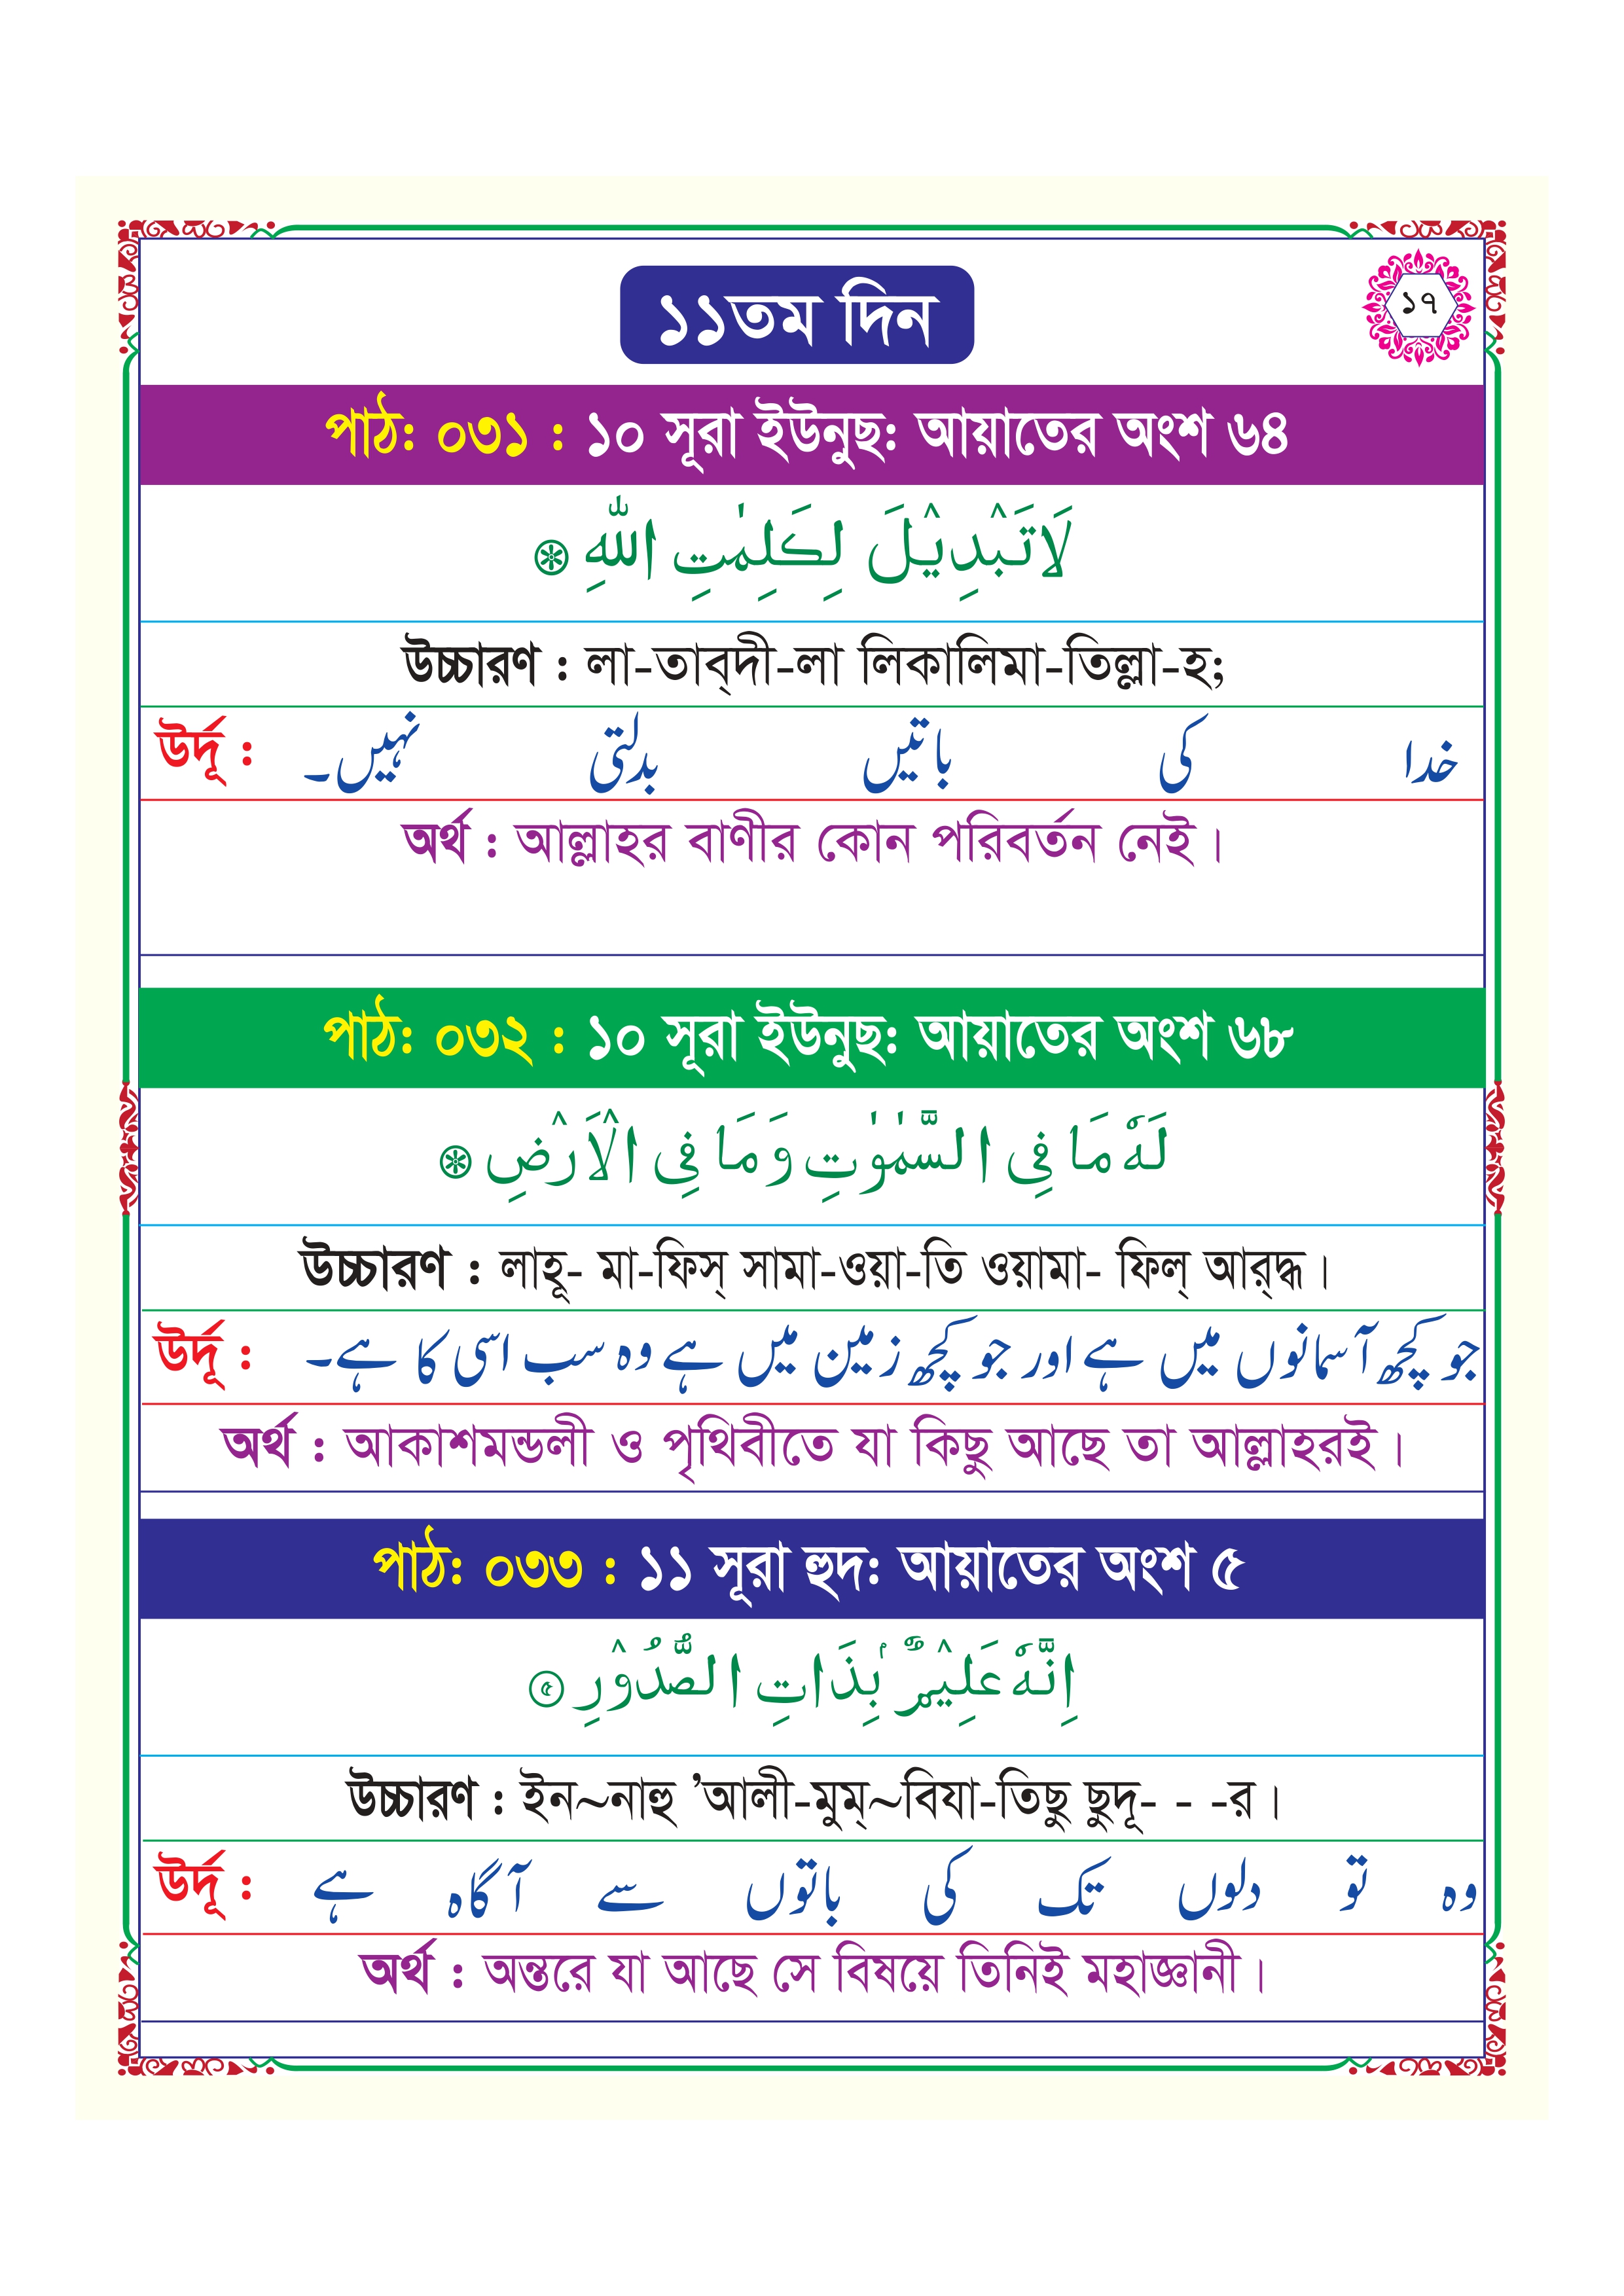 ১১তম দিন
১৭
পাঠ: ০৩১ : ১০ সূরা ইউনুছ: আয়াতের অংশ ৬৪
لَا تَبْدِيْلَ لِكَلِمٰتِ اللّٰهِ
উচ্চারণ : লা-তাব্‌দী-লা লিকালিমা-তিল্লা-হ;
উর্দূ : خدا کی باتیں بدلتی نہیں۔
অর্থ : আল্লাহর বাণীর কোন পরিবর্তন নেই।
পাঠ: ০৩২ : ১০ সূরা ইউনুছ: আয়াতের অংশ ৬৮
لَهٗ مَا فِى السَّمٰوٰتِ وَمَا فِى الْاَرْضِ
উচ্চারণ : লাহূ- মা-ফিস্‌ সামা-ওয়া-তি ওয়ামা- ফিল্‌ আর্‌দ্ধ।
উর্দূ : جو کچھ آسمانوں میں ہے اور جو کچھ زمین میں ہے وہ سب اسی کا ہے۔
অর্থ : আকাশমন্ডলী ও পৃথিবীতে যা কিছু আছে তা আল্লাহরই।
পাঠ: ০৩৩ : ১১ সূরা হুদ: আয়াতের অংশ ৫
اِنَّهٗ عَلِيْمٌۢ بِذَاتِ الصُّدُوْرِ ۵
উচ্চারণ : ইন~নাহু ’আলী-মুম্‌~বিযা-তিছু ছুদূ- - -র।
উর্দূ : وہ تو دلوں تک کی باتوں سے آگاہ ہے
অর্থ : অন্তরে যা আছে সে বিষয়ে তিনিই মহাজ্ঞানী।